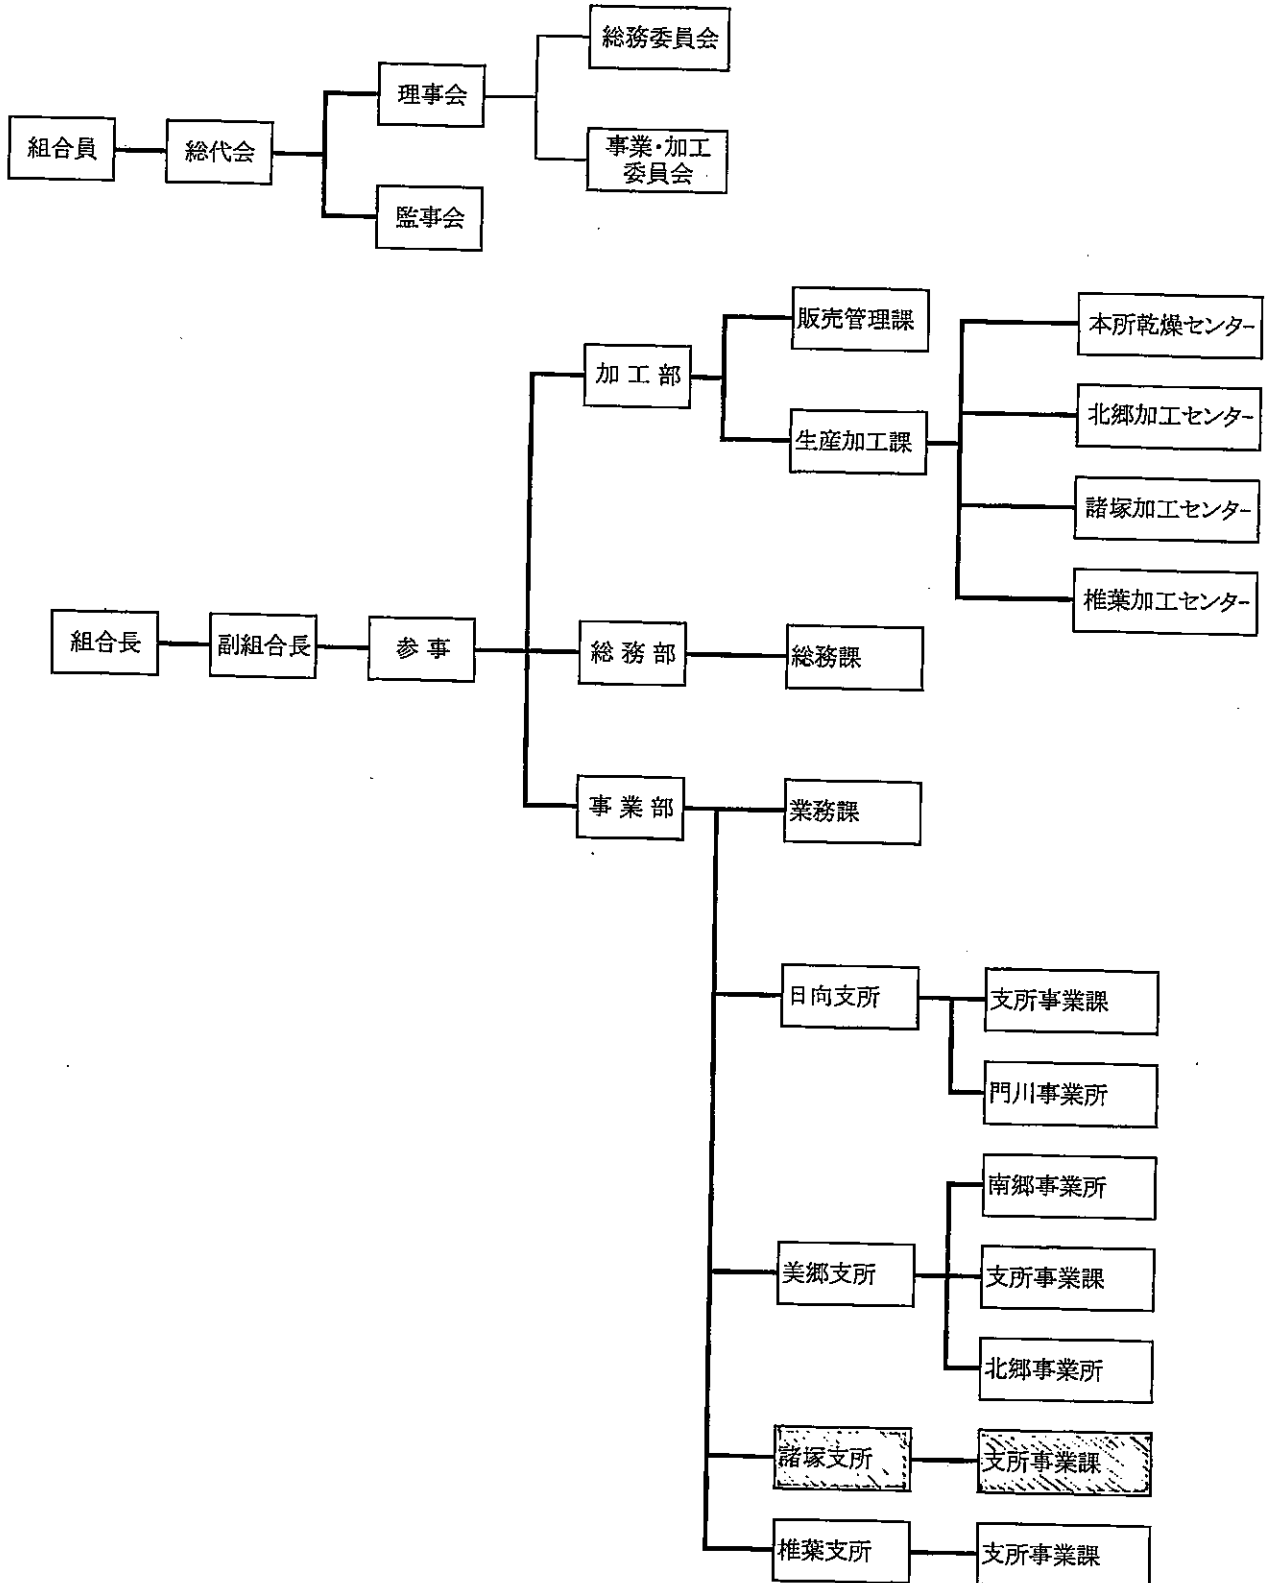 総務委員会
理事会
事業・加工
委員会
組合員
総代会
監事会
販売管理課
本所乾燥センター
加工部
北郷加工センター
生産加工課
諸塚加工センター
椎葉加工センター
組合長
副組合長
参事
総務部
総務課
事業部
業務課
日向支所
支所事業課
門川事業所
南郷事業所
美郷支所
支所事業課
北郷事業所
諸塚支所
支所事業課
椎葉支所
支所事業課